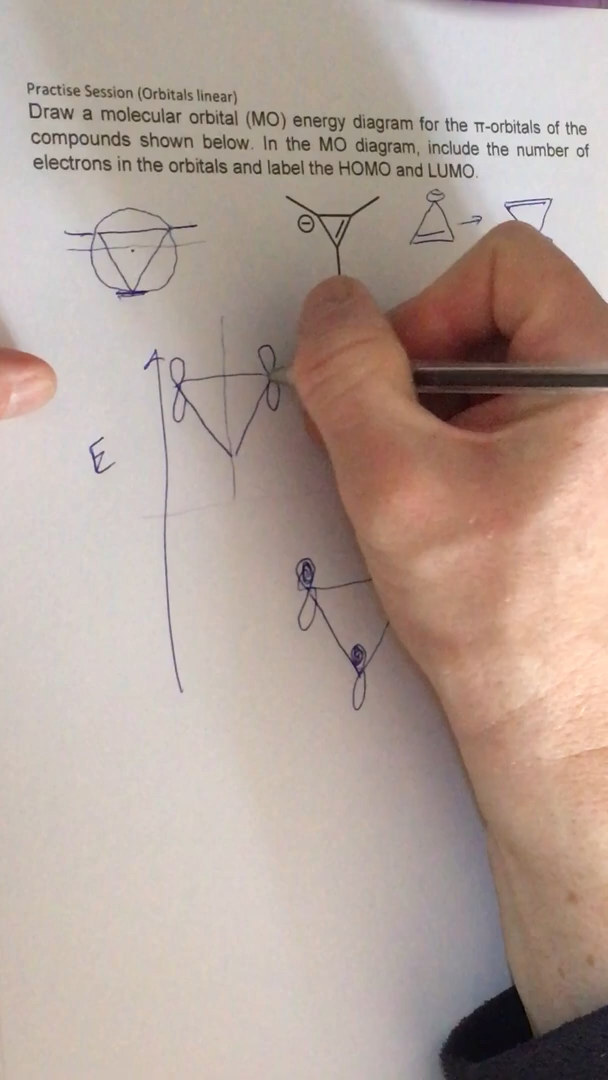 Practise Session (Orbitals linear)
Draw a molecular orbital (MO) energy diagram for the π-orbitals of the
compounds shown below. In the MO diagram, include the number of
electrons in the orbitals and label the HOMO and LUMO.
⊖
⊖
E